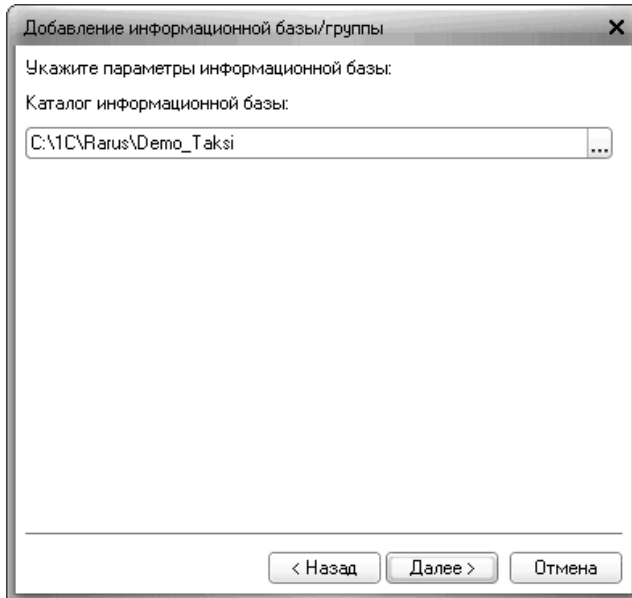 Добавление информационной базы/группы
Укажите параметры информационной базы:
Каталог информационной базы:
C:\1C\Rarus\Demo_Taksi
...
< Назад
Далее >
Отмена